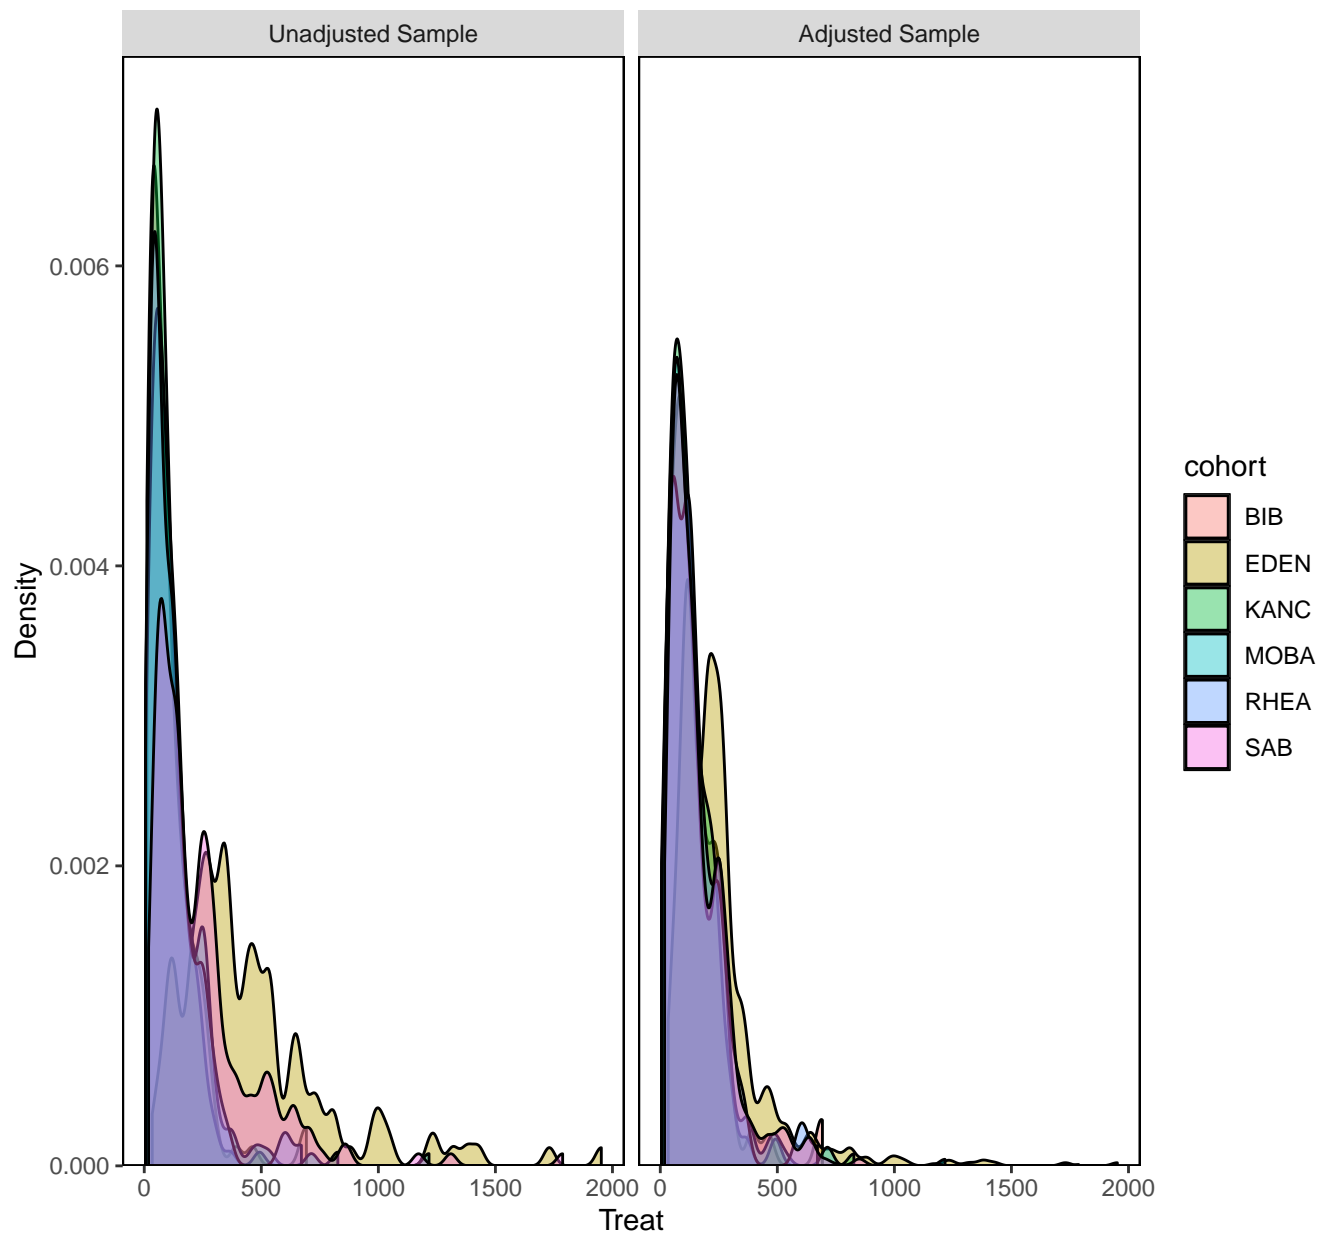 Unadjusted Sample
Adjusted Sample
Density
0.006
0.004
0.002
0.000
0
500
1000
1500
2000
0
500
1000
1500
2000
Treat
cohort
BIB
EDEN
KANC
MOBA
RHEA
SAB